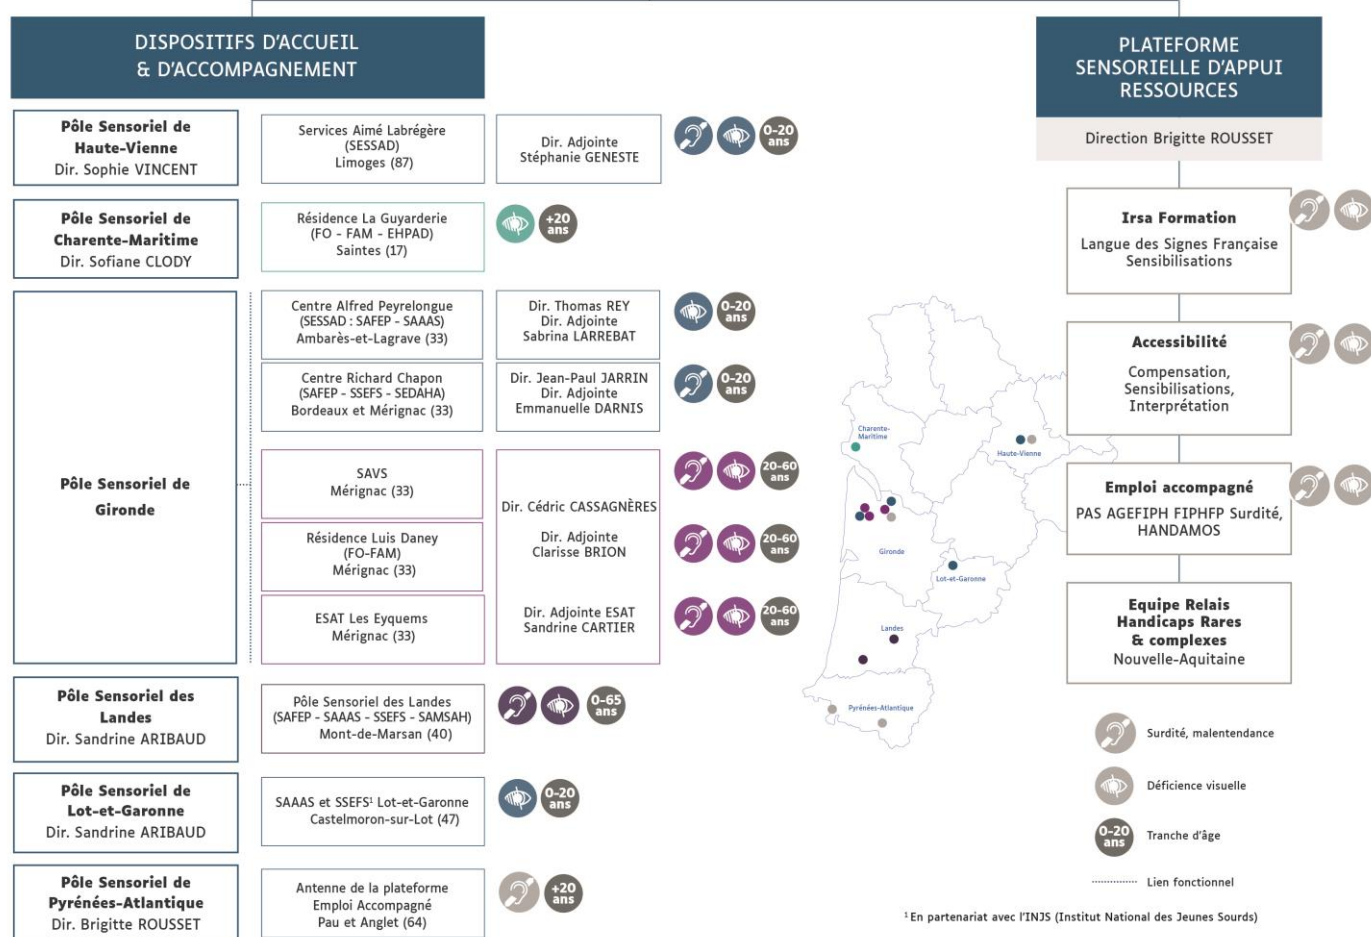 DISPOSITIFS D'ACCUEIL
& D'ACCOMPAGNEMENT
Pôle Sensoriel de
Haute-Vienne
Dir. Sophie VINCENT
Services Aimé Labrégère
(SESSAD)
Limoges (87)
Dir. Adjointe
Stéphanie GENESTE
0-20
ans
Pôle Sensoriel de
Charente-Maritime
Dir. Sofiane CLODY
Résidence La Guyarderie
(FO - FAM - EHPAD)
Saintes (17)
+20
ans
Pôle Sensoriel de
Gironde
Centre Alfred Peyrelongue
(SESSAD : SAFEP - SAAAS)
Ambarès-et-Lagrave (33)
Dir. Thomas REY
Dir. Adjointe
Sabrina LARREBAT
0-20
ans
Centre Richard Chapon
(SAFEP - SSEFS - SEDAHA)
Bordeaux et Mérignac (33)
Dir. Jean-Paul JARRIN
Dir. Adjointe
Emmanuelle DARNIS
0-20
ans
SAVS
Mérignac (33)
Dir. Cédric CASSAGNÈRES
20-60
ans
Résidence Luis Daney
(FO-FAM)
Mérignac (33)
Dir. Adjointe
Clarisse BRION
20-60
ans
ESAT Les Eyquems
Mérignac (33)
Dir. Adjointe ESAT
Sandrine CARTIER
20-60
ans
Pôle Sensoriel des
Landes
Dir. Sandrine ARIBAUD
Pôle Sensoriel des Landes
(SAFEP - SAAAS - SSEFS - SAMSAH)
Mont-de-Marsan (40)
0-65
ans
Pôle Sensoriel de
Lot-et-Garonne
Dir. Sandrine ARIBAUD
SAAAS et SSEFS¹ Lot-et-Garonne
Castelmoron-sur-Lot (47)
0-20
ans
Pôle Sensoriel de
Pyrénées-Atlantique
Dir. Brigitte ROUSSET
Antenne de la plateforme
Emploi Accompagné
Pau et Anglet (64)
+20
ans
Charente-
Maritime
Haute-Vienne
Gironde
Lot-et-Garonne
Landes
Pyrénées-Atlantique
PLATEFORME
SENSORIELLE D'APPUI
RESSOURCES
Direction Brigitte ROUSSET
Irsa Formation
Langue des Signes Française
Sensibilisations
Accessibilité
Compensation,
Sensibilisations,
Interprétation
Emploi accompagné
PAS AGEFIPH FIPHFP Surdité,
HANDAMOS
Equipe Relais
Handicaps Rares
& complexes
Nouvelle-Aquitaine
Surdité, malentendance
Déficience visuelle
0-20
ans
Tranche d'âge
Lien fonctionnel
¹ En partenariat avec l'INJS (Institut National des Jeunes Sourds)